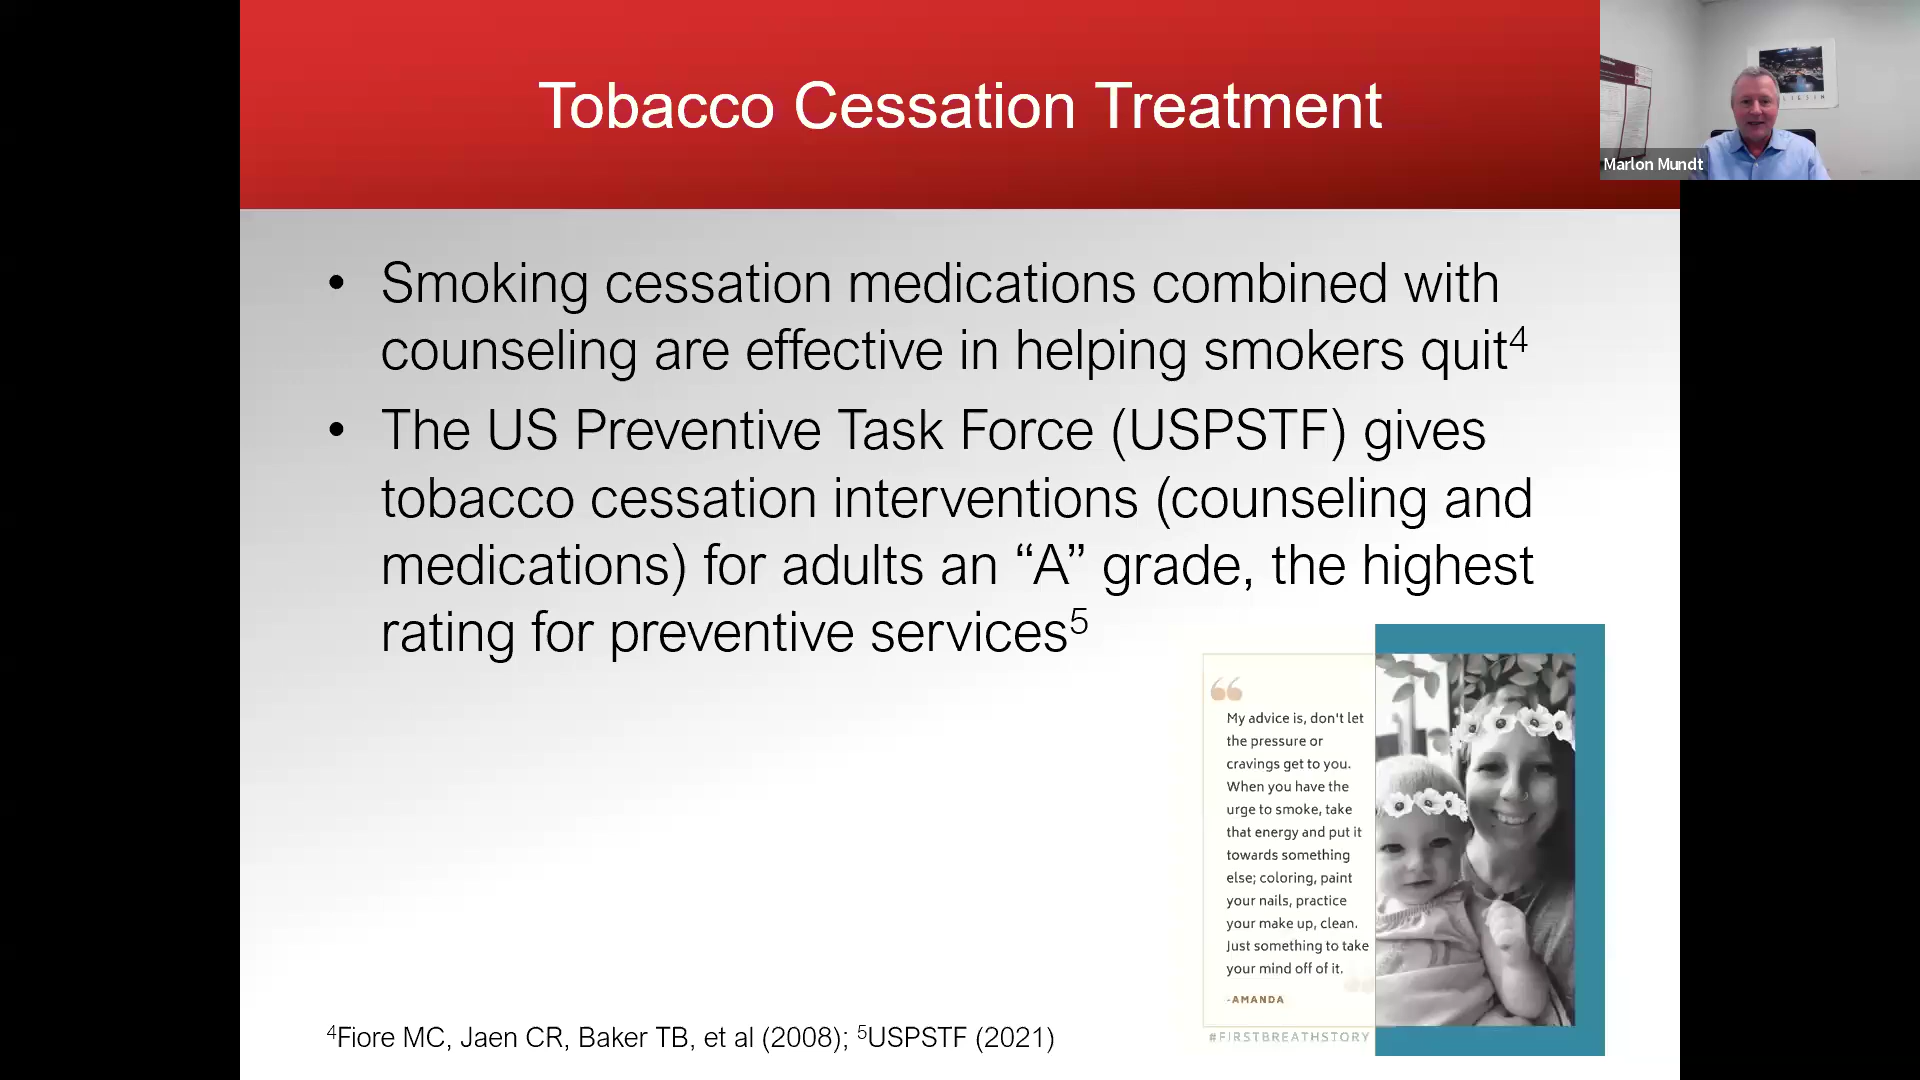 Tobacco Cessation Treatment
Marlon Mundt
• Smoking cessation medications combined with
counseling are effective in helping smokers quit⁴
• The US Preventive Task Force (USPSTF) gives
tobacco cessation interventions (counseling and
medications) for adults an “A” grade, the highest
rating for preventive services⁵
“
My advice is, don't let
the pressure or
cravings get to you.
When you have the
urge to smoke, take
that energy and put it
towards something
else; coloring, paint
your nails, practice
your make up, clean.
Just something to take
your mind off of it.
”
-AMANDA
#FIRSTBREATHSTORY
⁴Fiore MC, Jaen CR, Baker TB, et al (2008); ⁵USPSTF (2021)